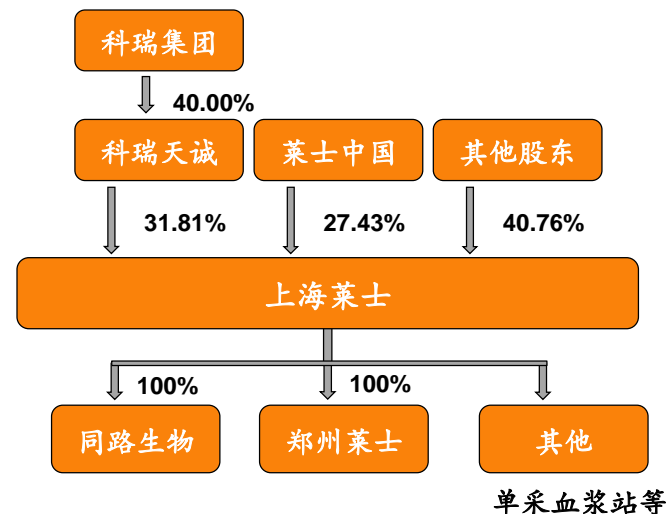 科瑞集团
40.00%
科瑞天诚
莱士中国
其他股东
31.81%
27.43%
40.76%
上海莱士
100%
100%
同路生物
郑州莱士
其他
单采血浆站等